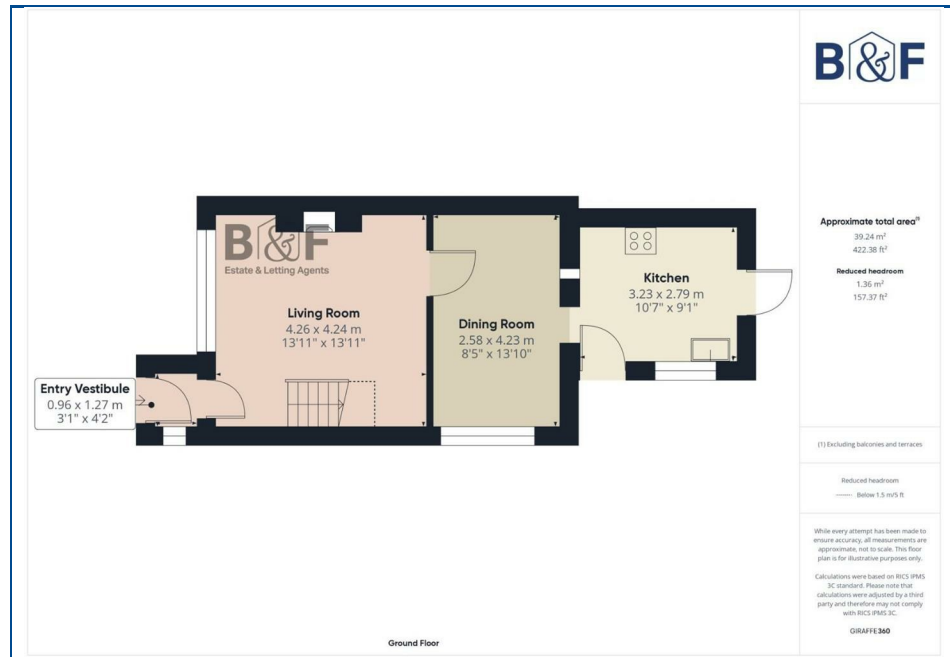 B&F
Approximate total area(1)
39.24 m²
422.38 ft²
Reduced headroom
1.36 m²
157.37 ft²
B&F
Estate & Letting Agents
Living Room
4.26 x 4.24 m
13'11" x 13'11"
Dining Room
2.58 x 4.23 m
8'5" x 13'10"
Kitchen
3.23 x 2.79 m
10'7" x 9'1"
Entry Vestibule
0.96 x 1.27 m
3'1" x 4'2"
(1) Excluding balconies and terraces
Reduced headroom
Below 1.5 m/5 ft
While every attempt has been made to
ensure accuracy, all measurements are
approximate, not to scale. This floor
plan is for illustrative purposes only.
Calculations were based on RICS IPMS
3C standard. Please note that
calculations were adjusted by a third
party and therefore may not comply
with RICS IPMS 3C.
GIRAFFE360
Ground Floor